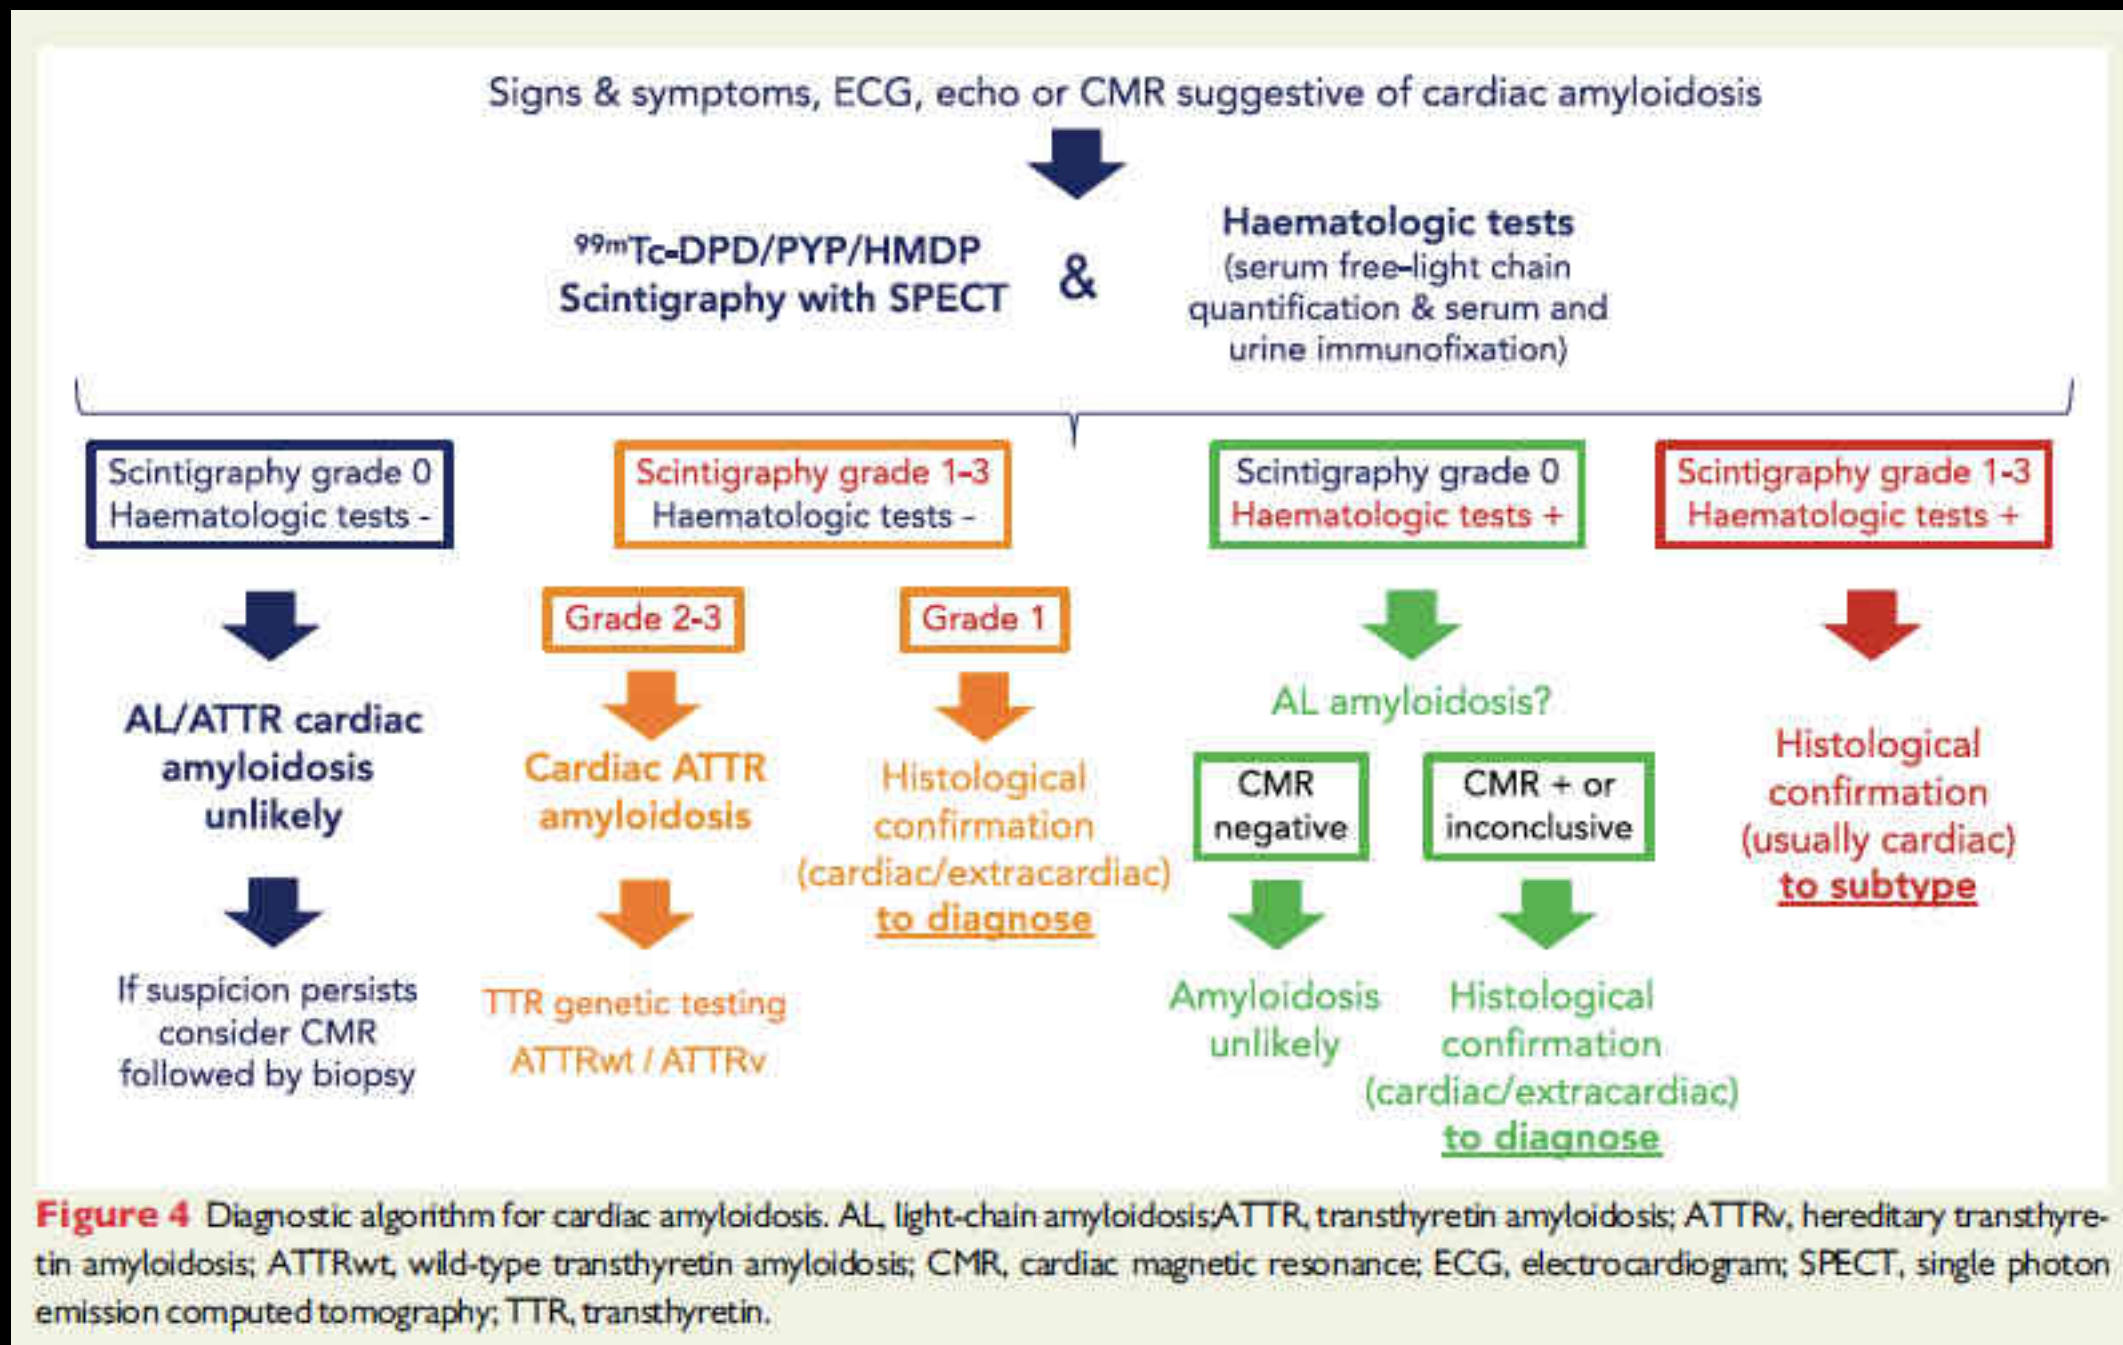 Signs & symptoms, ECG, echo or CMR suggestive of cardiac amyloidosis
99mTc-DPD/PYP/HMDP
Scintigraphy with SPECT
&
Haematologic tests
(serum free-light chain
quantification & serum and
urine immunofixation)
Scintigraphy grade 0
Haematologic tests -
Scintigraphy grade 1-3
Haematologic tests -
Scintigraphy grade 0
Haematologic tests +
Scintigraphy grade 1-3
Haematologic tests +
AL/ATTR cardiac
amyloidosis
unlikely
If suspicion persists
consider CMR
followed by biopsy
Grade 2-3
Cardiac ATTR
amyloidosis
TTR genetic testing
ATTRwt / ATTRv
Grade 1
Histological
confirmation
(cardiac/extracardiac)
to diagnose
AL amyloidosis?
CMR
negative
Amyloidosis
unlikely
CMR + or
inconclusive
Histological
confirmation
(cardiac/extracardiac)
to diagnose
Histological
confirmation
(usually cardiac)
to subtype
Figure 4 Diagnostic algorithm for cardiac amyloidosis. AL, light-chain amyloidosis;ATTR, transthyretin amyloidosis; ATTRv, hereditary transthyre-
tin amyloidosis; ATTRwt, wild-type transthyretin amyloidosis; CMR, cardiac magnetic resonance; ECG, electrocardiogram; SPECT, single photon
emission computed tomography; TTR, transthyretin.